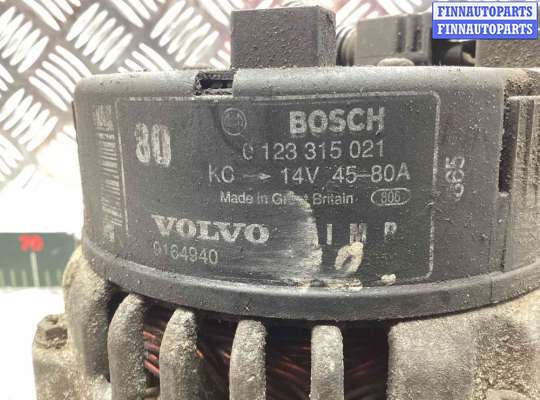 FINNAUTOPARTS
FINNAUTOPARTS
80
BOSCH
0 123 315 021
KC → 14V 45-80A
Made in Great Britain 806
365
VOLVO
9164940
70